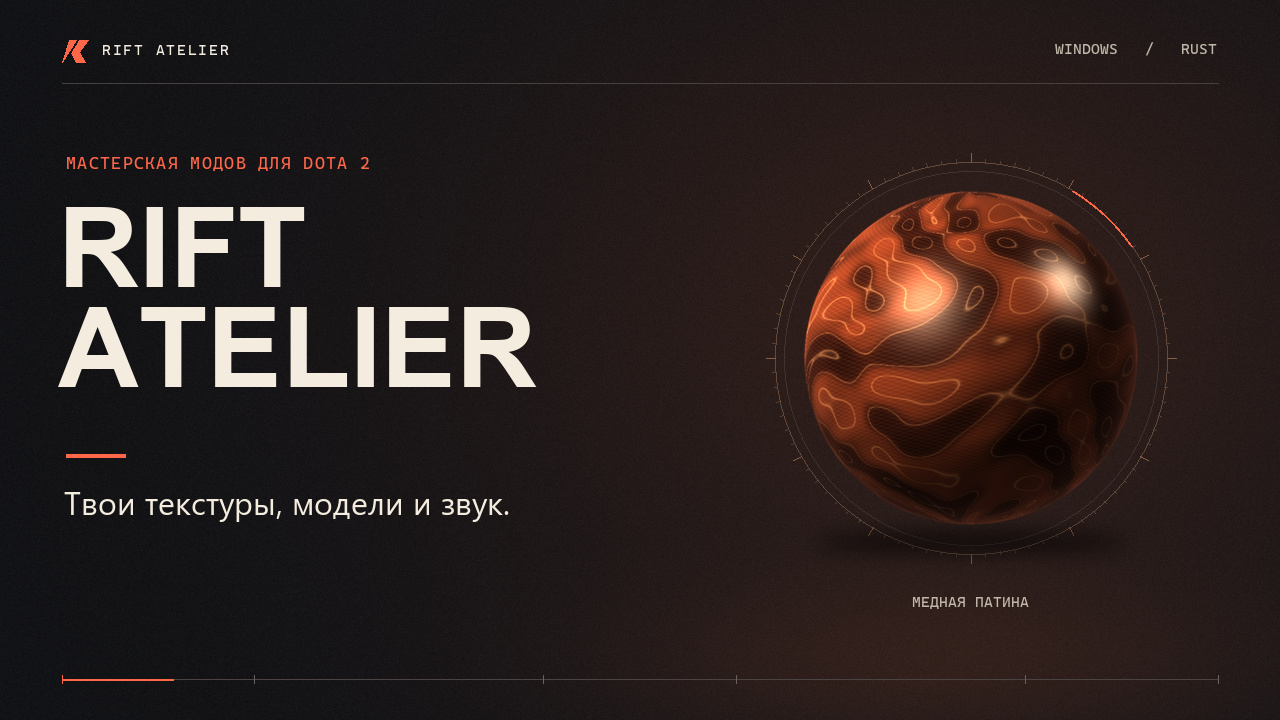 RIFT ATELIER
WINDOWS / RUST
МАСТЕРСКАЯ МОДОВ ДЛЯ DOTA 2
RIFT
ATELIER
Твои текстуры, модели и звук.
МЕДНАЯ ПАТИНА